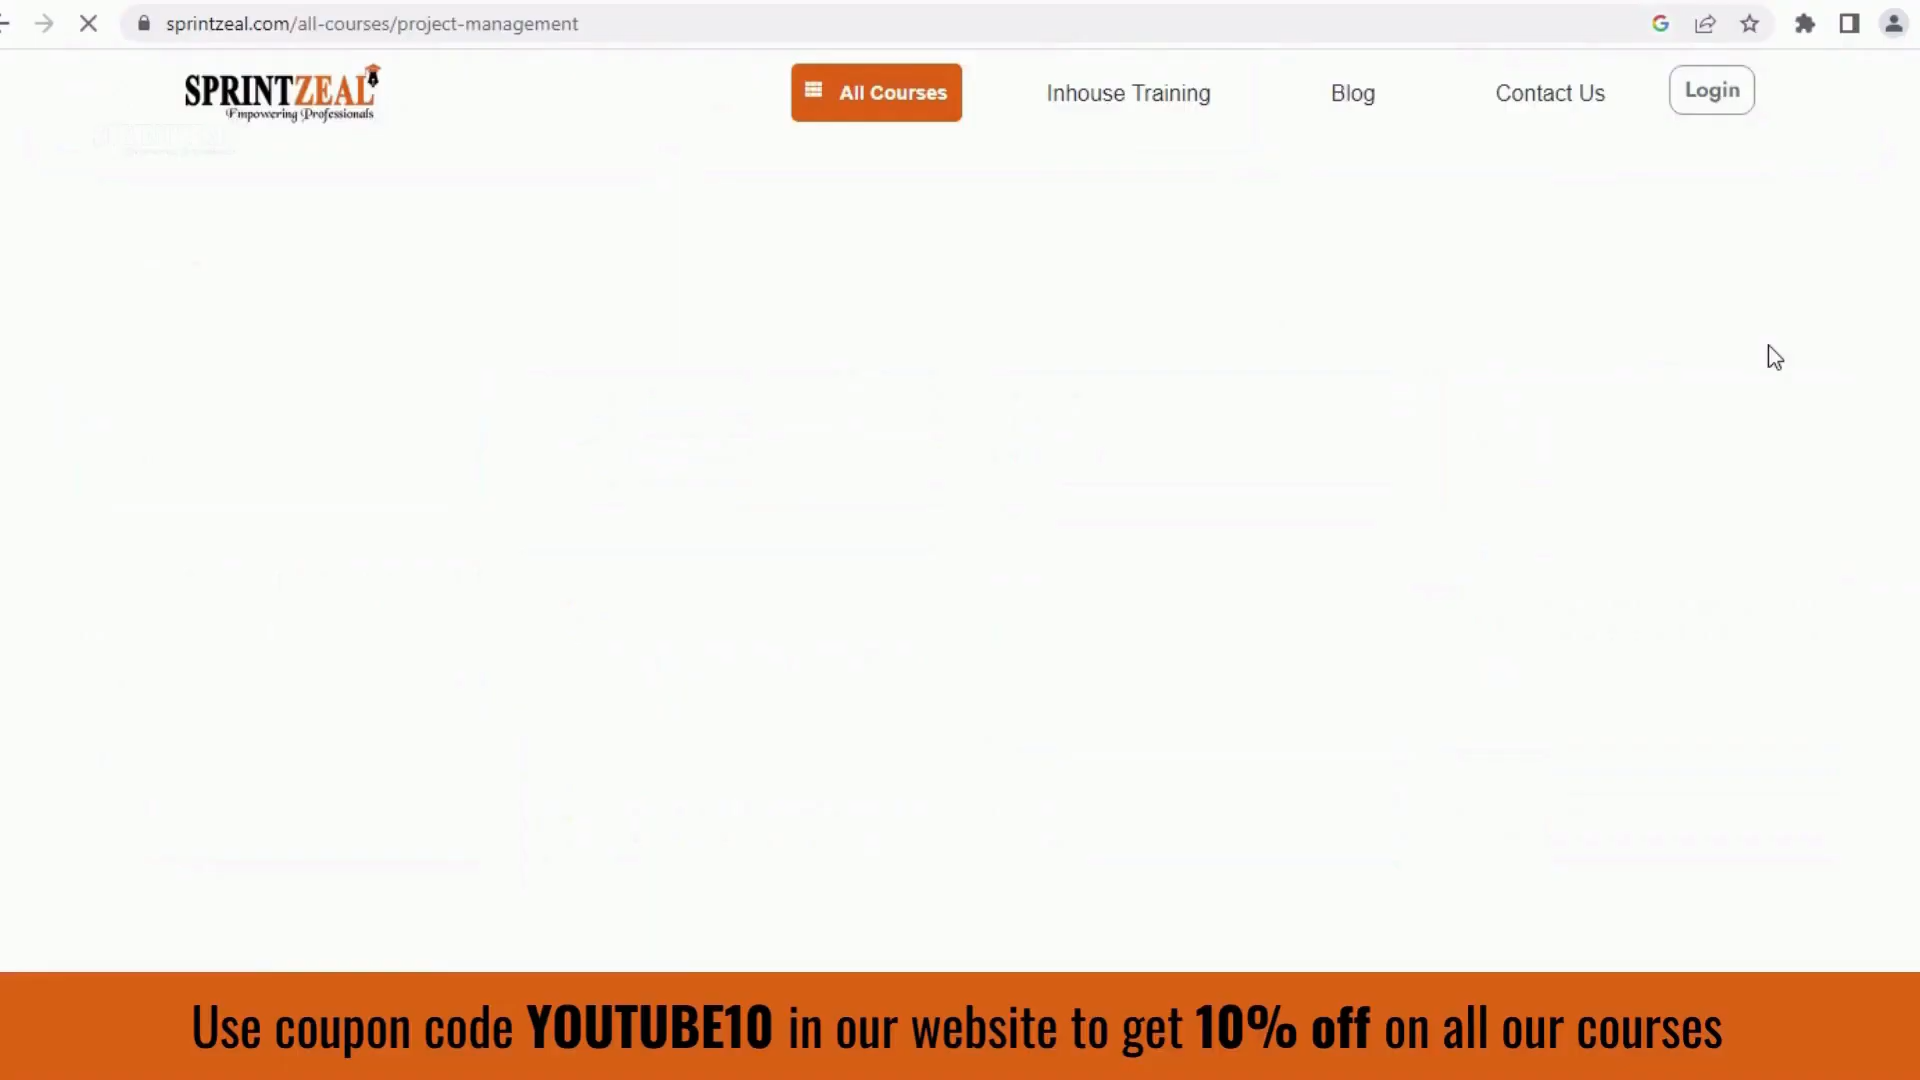 sprintzeal.com/all-courses/project-management
SPRINTZEAL
Empowering Professionals
All Courses
Inhouse Training
Blog
Contact Us
Login
Use coupon code YOUTUBE10 in our website to get 10% off on all our courses